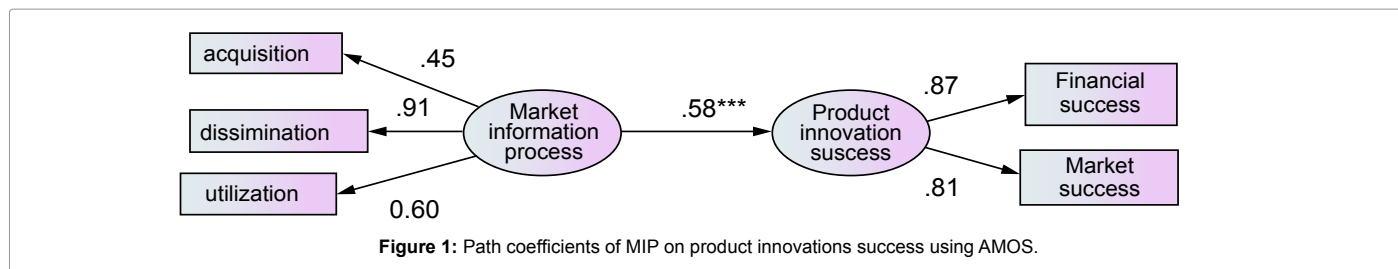 acquisition
.45
.91
dissimination
utilization
0.60
Market
information
process
.58***
Product
innovation
suscess
.87
Financial
success
.81
Market
success
Figure 1: Path coefficients of MIP on product innovations success using AMOS.